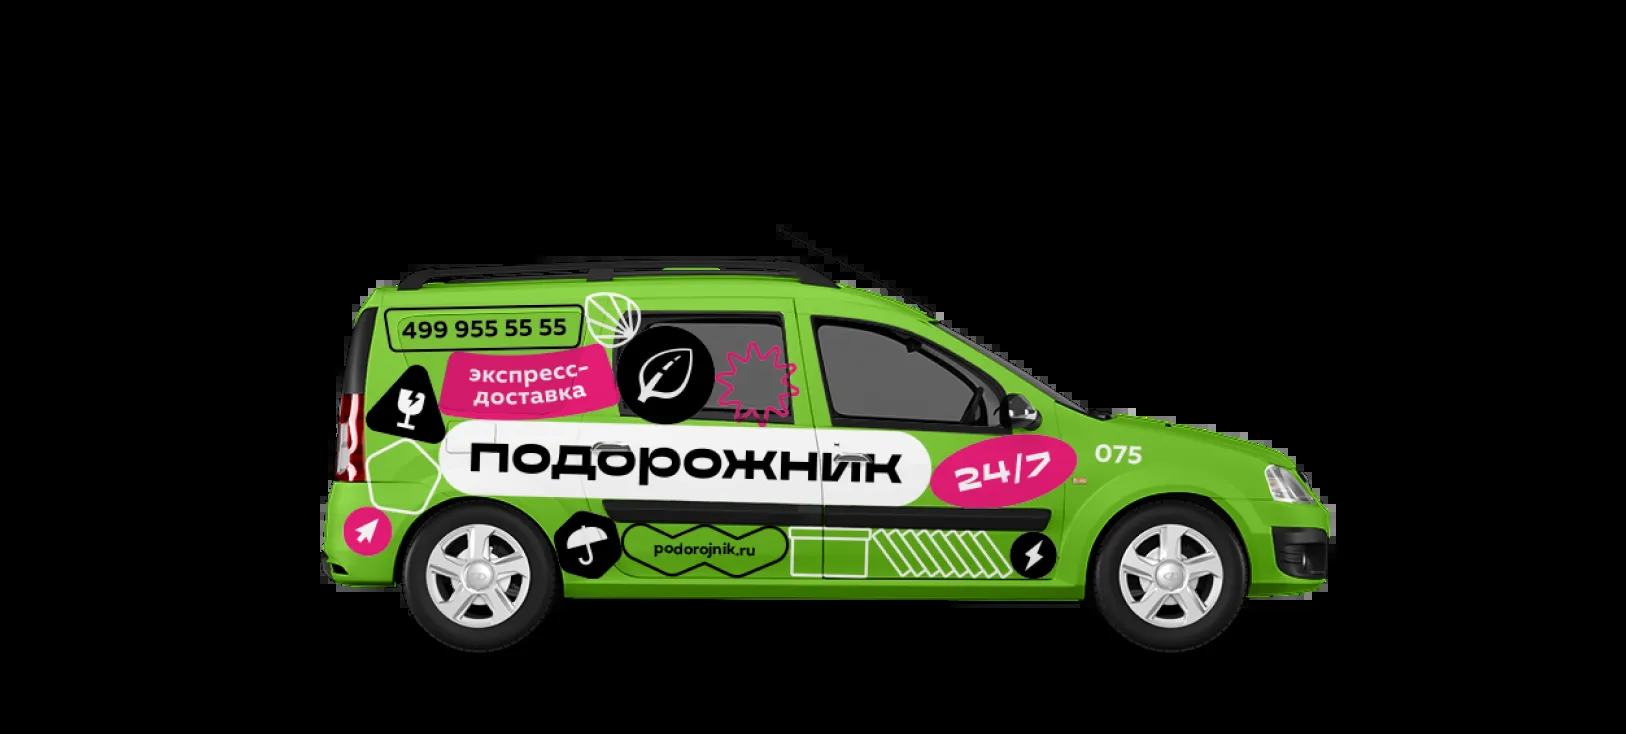 499 955 55 55
экспресс-
доставка
ПОДОРОЖНИК
24/7
075
podorojnik.ru